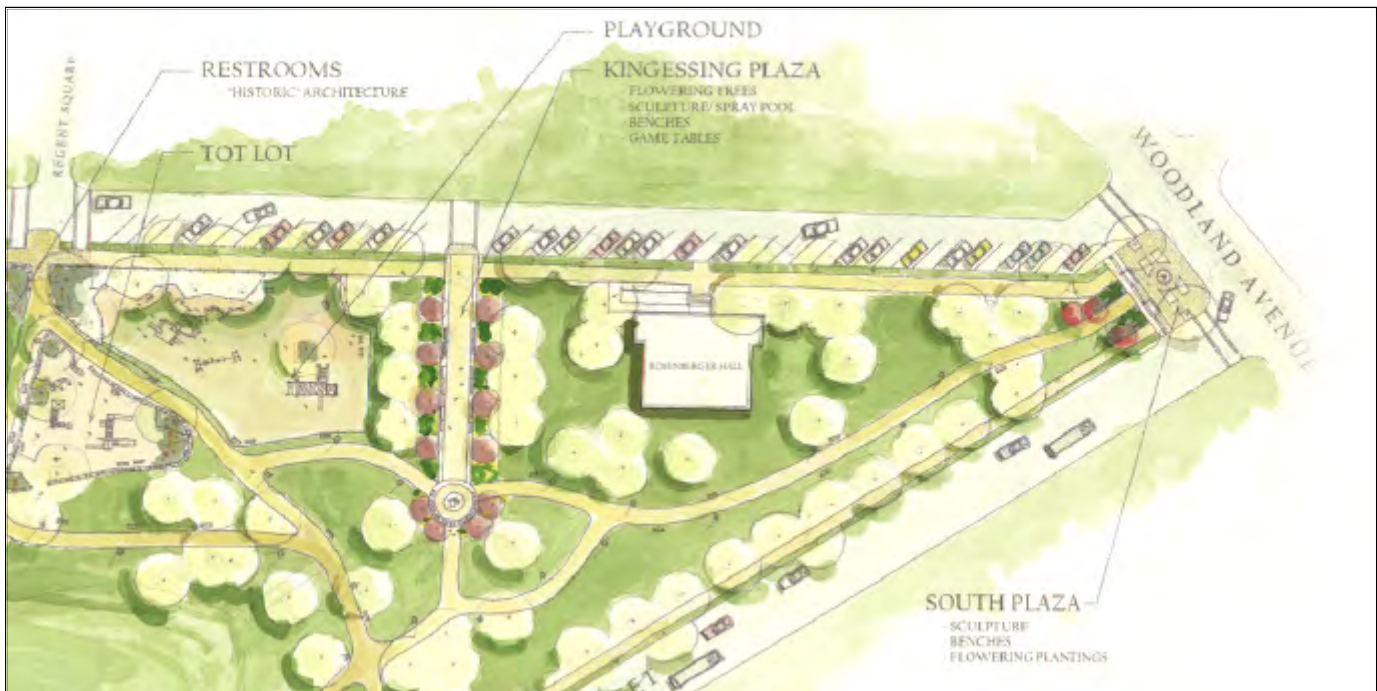 PLAYGROUND
RESTROOMS
"HISTORIC" ARCHITECTURE
KINGESSING PLAZA
- FLOWERING TREES
- SCULPTURE/SPRAY POOL
- BENCHES
- GAME TABLES
REGENT SQUARE
TOT LOT
WOODLAND AVENUE
ROSENBERGER HALL
SOUTH PLAZA
- SCULPTURE
- BENCHES
- FLOWERING PLANTINGS